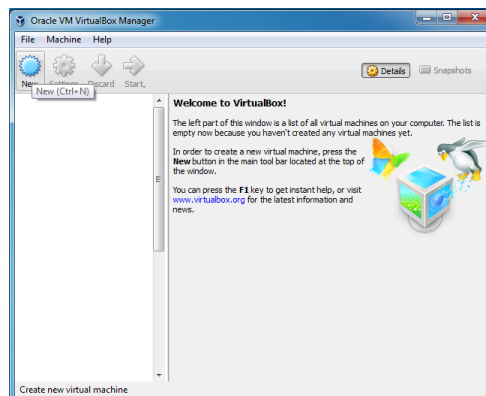 Oracle VM VirtualBox Manager
File Machine Help
New Settings Discard Start
Details Snapshots
New (Ctrl+N)
Welcome to VirtualBox!
The left part of this window is a list of all virtual machines on your computer. The list is
empty now because you haven't created any virtual machines yet.
In order to create a new virtual machine, press the
New button in the main tool bar located at the top of
the window.
You can press the F1 key to get instant help, or visit
www.virtualbox.org for the latest information and
news.
Create new virtual machine